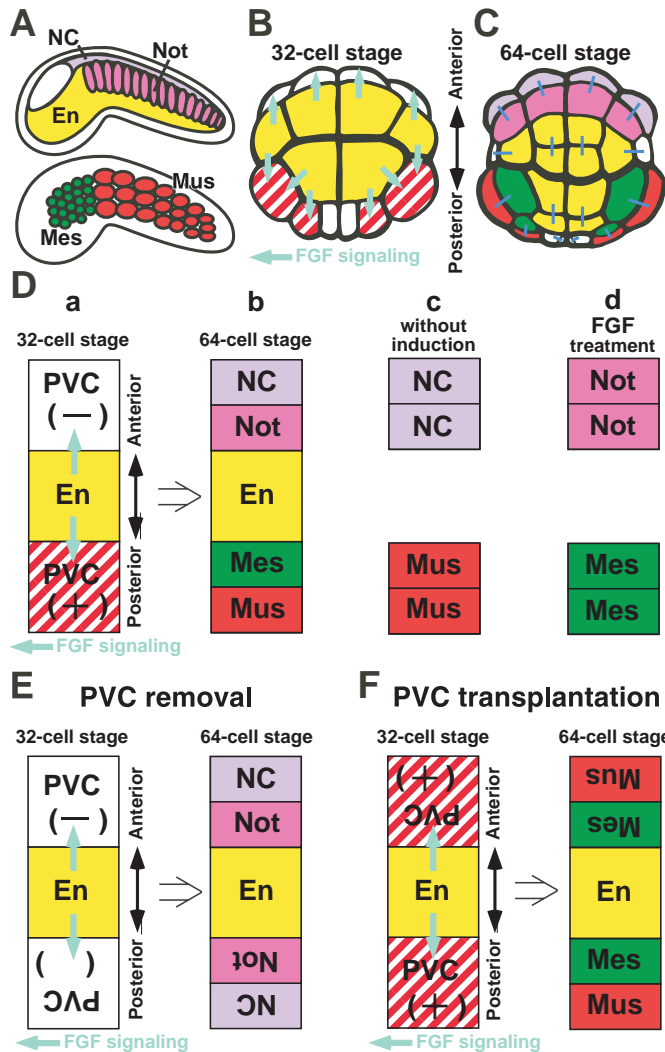 A
NC
Not
En
Mus
Mes
B
32-cell stage
FGF signaling
Anterior
Posterior
C
64-cell stage
D
a
32-cell stage
PVC
(—)
En
PVC
(+)
Anterior
Posterior
FGF signaling
b
64-cell stage
NC
Not
En
Mes
Mus
c
without
induction
NC
NC
Mus
Mus
d
FGF
treatment
Not
Not
Mes
Mes
E
PVC removal
32-cell stage
PVC
(—)
En
( )
PVC
Anterior
Posterior
FGF signaling
64-cell stage
NC
Not
En
Not
NC
F
PVC transplantation
32-cell stage
(+)
PVC
En
PVC
(+)
Anterior
Posterior
FGF signaling
64-cell stage
Mus
Mes
En
Mes
Mus